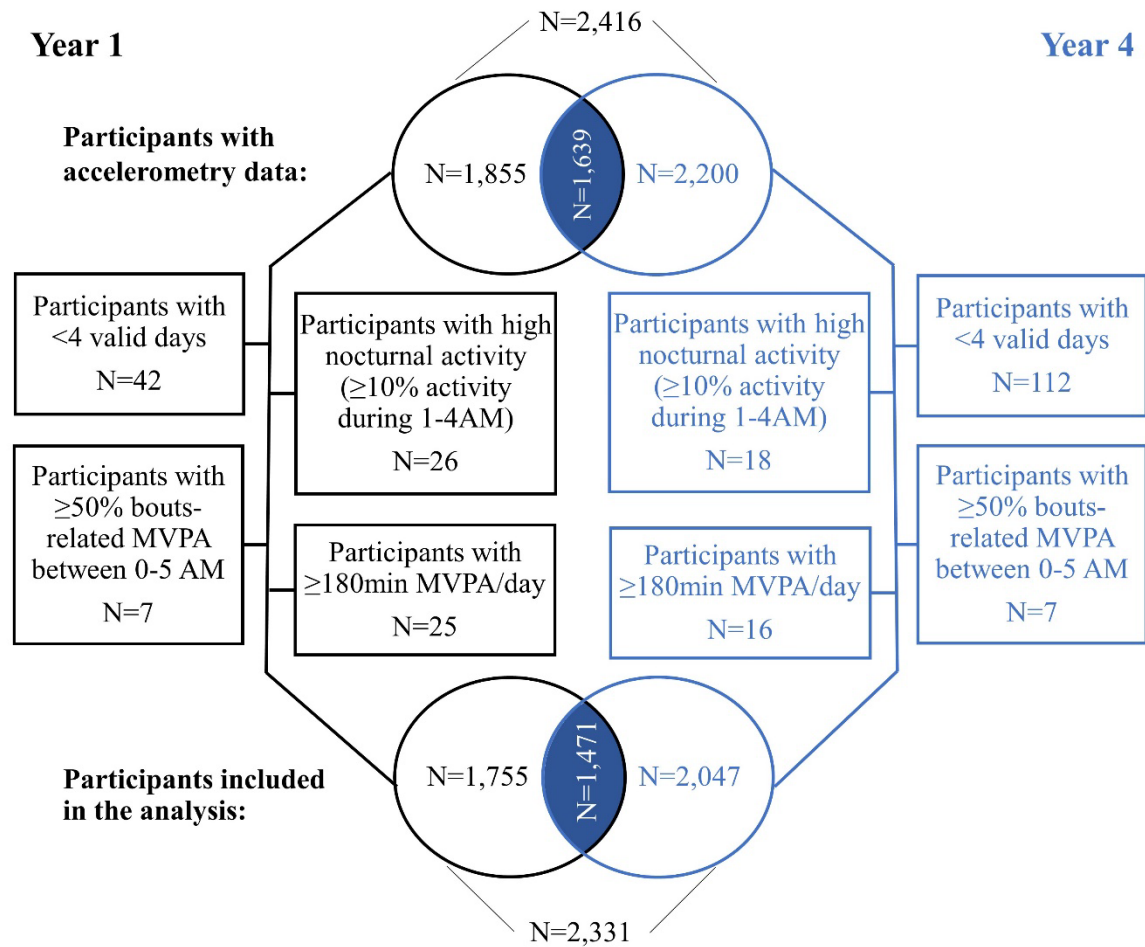 N=2,416
Year 1
Year 4
Participants with
accelerometry data:
N=1,855
N=1,639
N=2,200
Participants with
<4 valid days
N=42
Participants with high
nocturnal activity
(≥10% activity
during 1-4AM)
N=26
Participants with high
nocturnal activity
(≥10% activity
during 1-4AM)
N=18
Participants with
<4 valid days
N=112
Participants with
≥50% bouts-
related MVPA
between 0-5 AM
N=7
Participants with
≥180min MVPA/day
N=25
Participants with
≥180min MVPA/day
N=16
Participants with
≥50% bouts-
related MVPA
between 0-5 AM
N=7
Participants included
in the analysis:
N=1,755
N=1,471
N=2,047
N=2,331